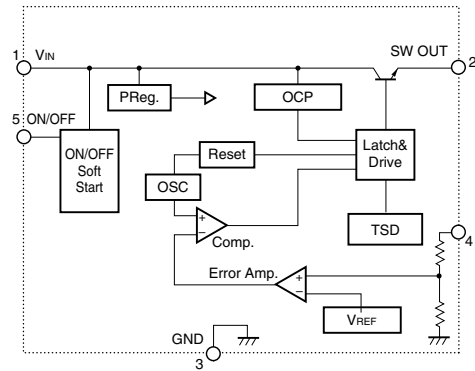 1 VIN
SW OUT 2
PReg.
OCP
5 ON/OFF
ON/OFF
Soft
Start
Latch&
Drive
Reset
OSC
+
−
Comp.
TSD
4
Error Amp.
+
−
VREF
GND
3